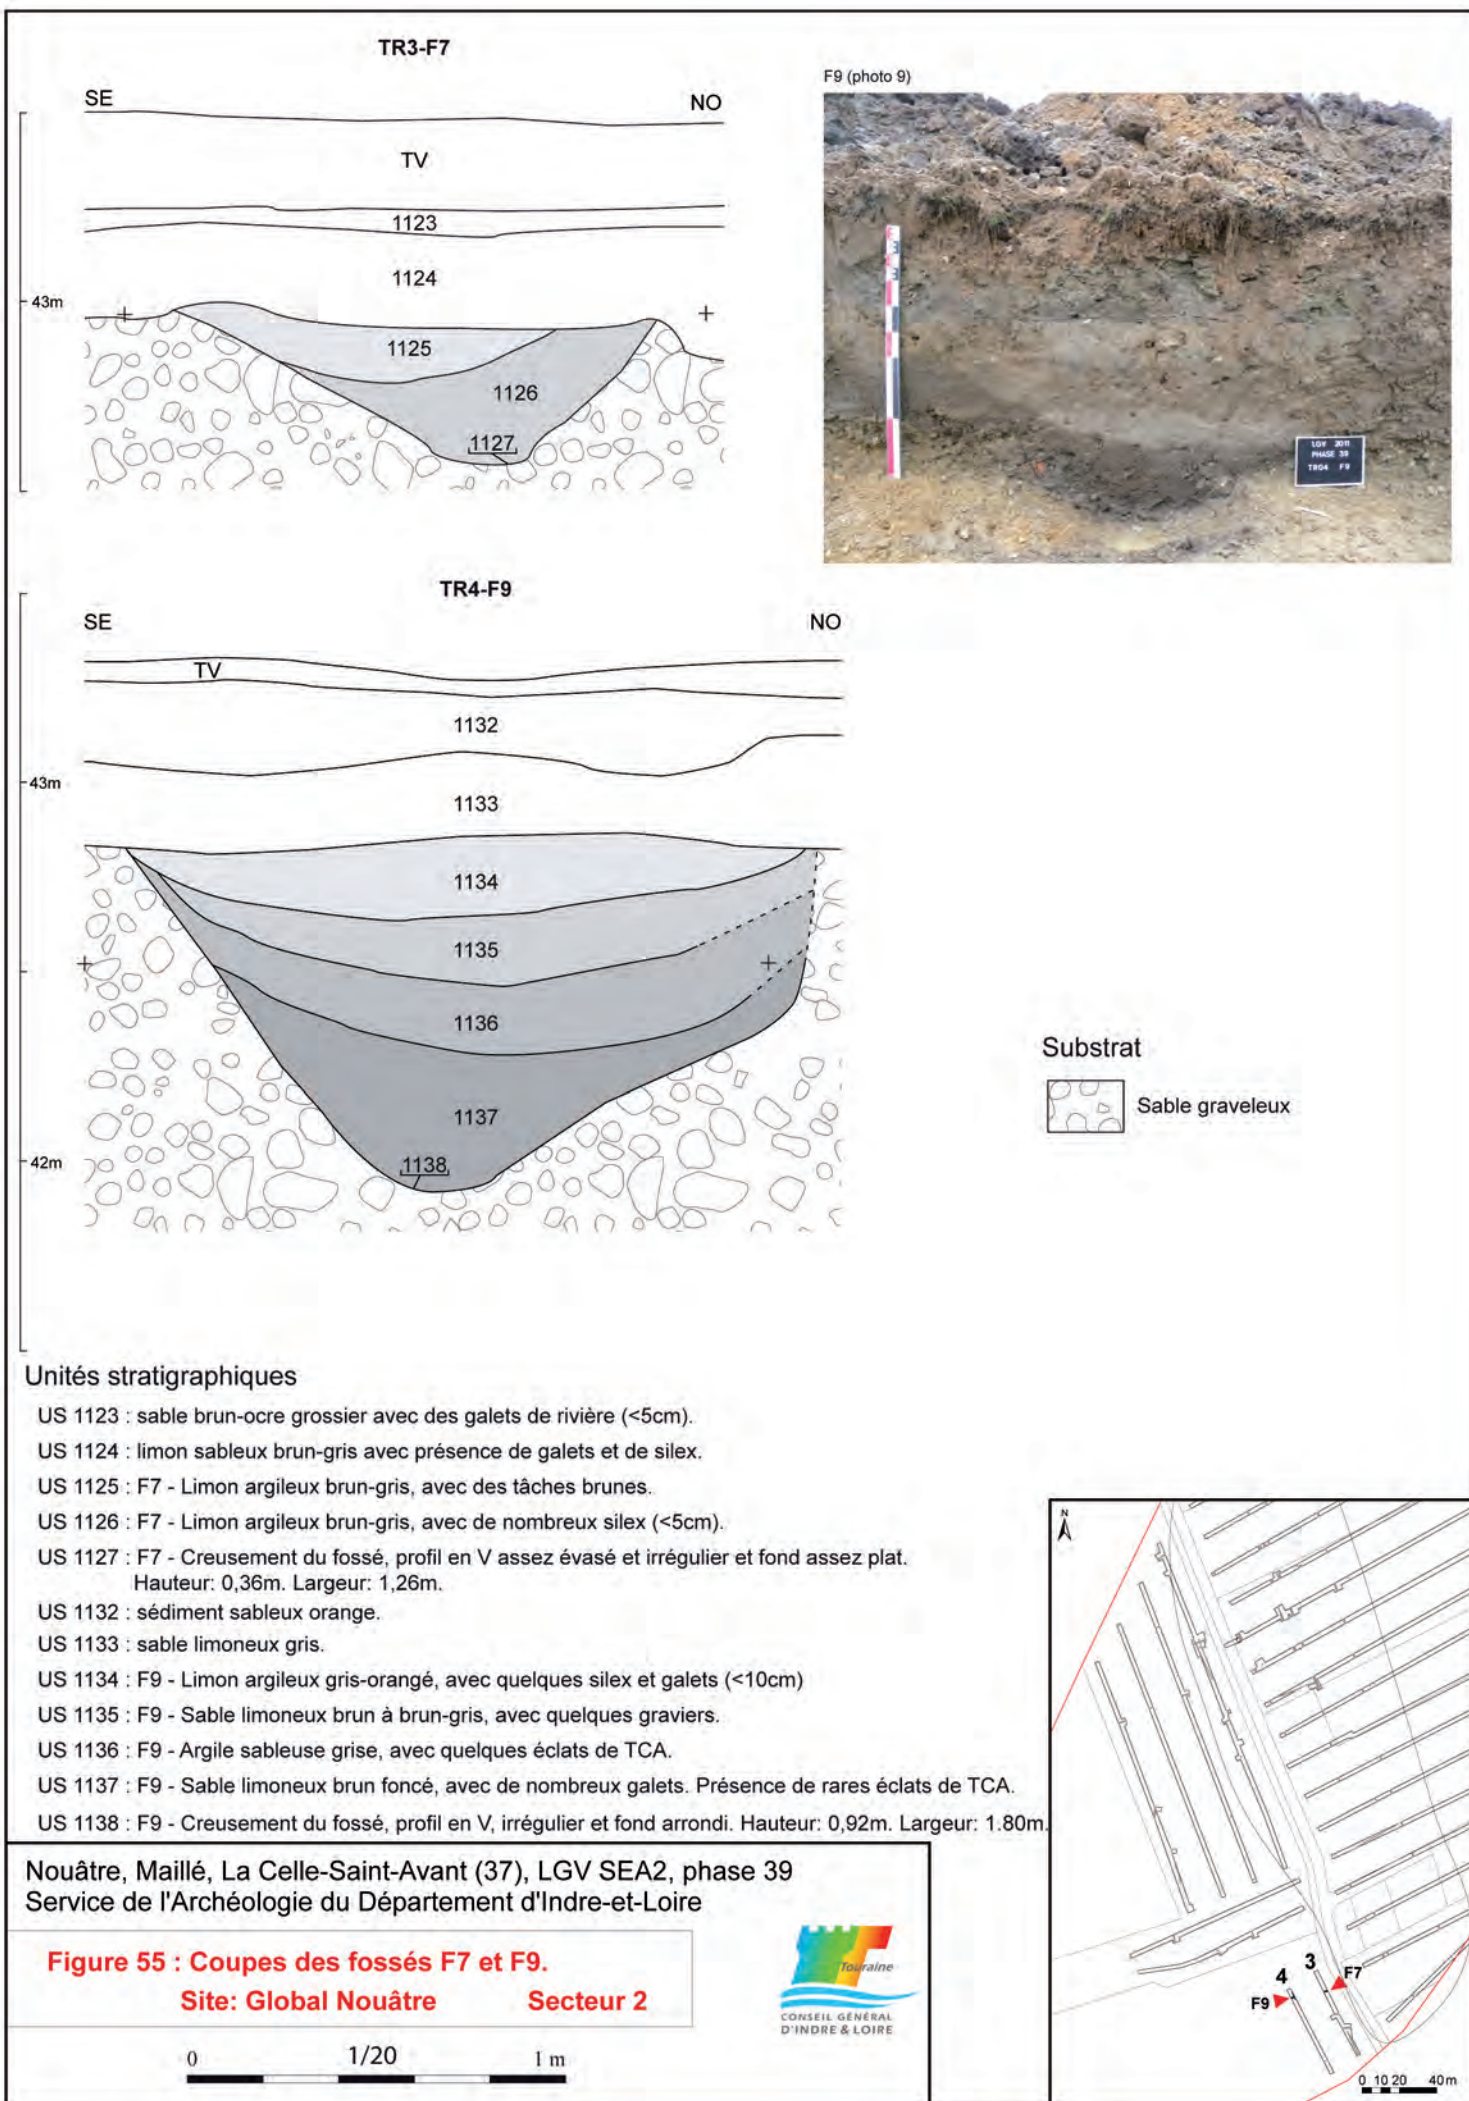 TR3-F7
SE
NO
TV
1123
1124
43m
1125
1126
1127
F9 (photo 9)
LGV 2011
PHASE 39
TR04 F9
TR4-F9
SE
NO
TV
1132
43m
1133
1134
1135
1136
1137
42m
1138
Substrat
Sable graveleux
Unités stratigraphiques
US 1123 : sable brun-ocre grossier avec des galets de rivière (<5cm).
US 1124 : limon sableux brun-gris avec présence de galets et de silex.
US 1125 : F7 - Limon argileux brun-gris, avec des tâches brunes.
US 1126 : F7 - Limon argileux brun-gris, avec de nombreux silex (<5cm).
US 1127 : F7 - Creusement du fossé, profil en V assez évasé et irrégulier et fond assez plat.
Hauteur: 0,36m. Largeur: 1,26m.
US 1132 : sédiment sableux orange.
US 1133 : sable limoneux gris.
US 1134 : F9 - Limon argileux gris-orangé, avec quelques silex et galets (<10cm)
US 1135 : F9 - Sable limoneux brun à brun-gris, avec quelques graviers.
US 1136 : F9 - Argile sableuse grise, avec quelques éclats de TCA.
US 1137 : F9 - Sable limoneux brun foncé, avec de nombreux galets. Présence de rares éclats de TCA.
US 1138 : F9 - Creusement du fossé, profil en V, irrégulier et fond arrondi. Hauteur: 0,92m. Largeur: 1.80m.
N
3
F7
4
F9
0 10 20 40m
Nouâtre, Maillé, La Celle-Saint-Avant (37), LGV SEA2, phase 39
Service de l'Archéologie du Département d'Indre-et-Loire
Figure 55 : Coupes des fossés F7 et F9.
Site: Global Nouâtre Secteur 2
Touraine
CONSEIL GÉNÉRAL
D'INDRE & LOIRE
0 1/20 1 m